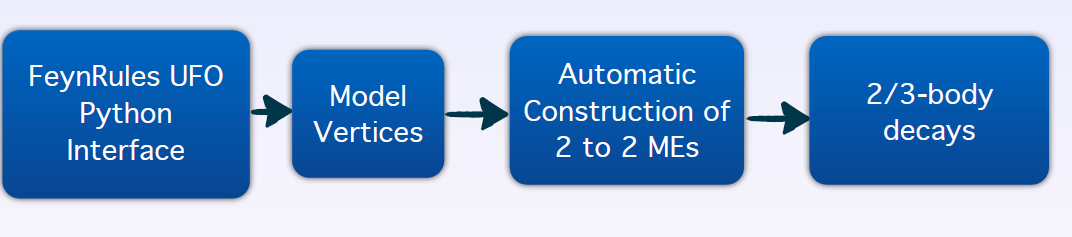 FeynRules UFO
Python
Interface
Model
Vertices
Automatic
Construction of
2 to 2 MEs
2/3-body
decays